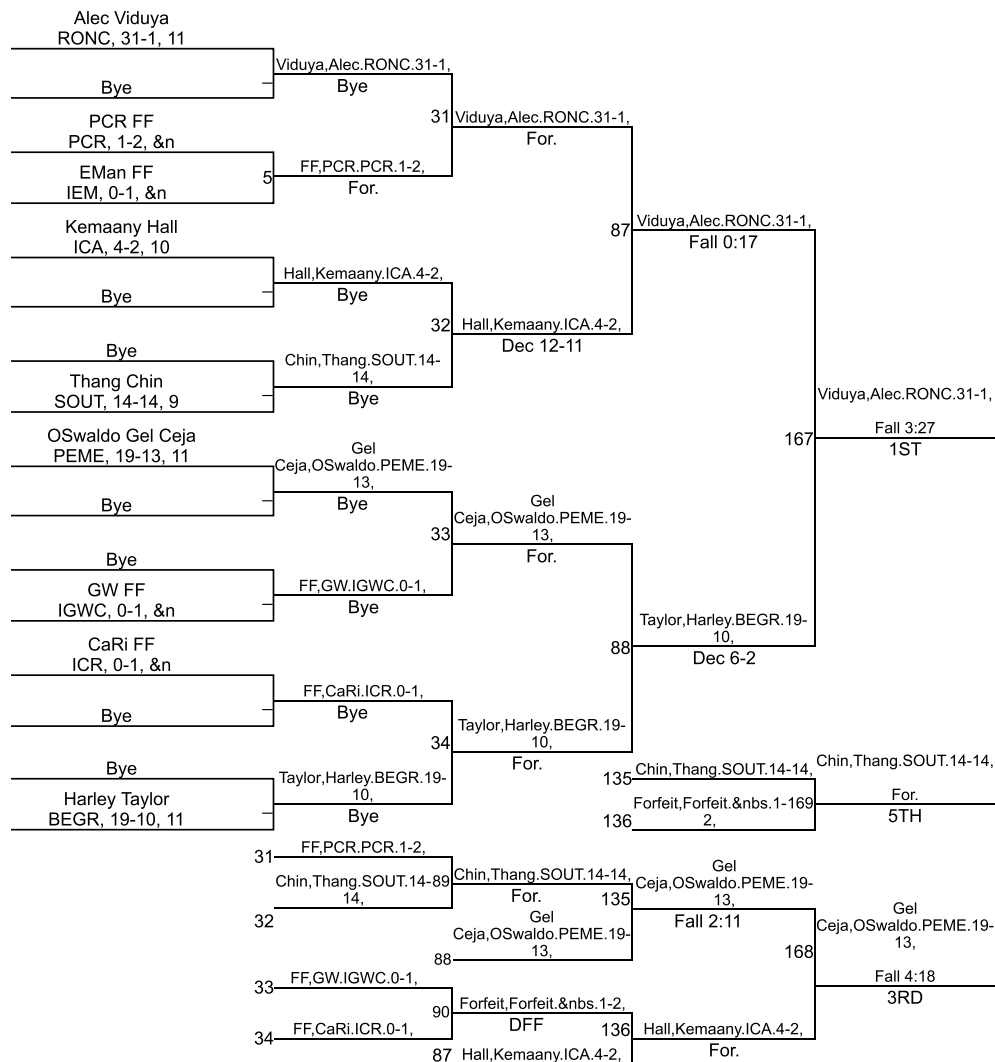 Alec Viduya
RONC, 31-1, 11
Viduya,Alec.RONC.31-1,
Bye
Bye
PCR FF
PCR, 1-2, &n
31
Viduya,Alec.RONC.31-1,
For.
EMan FF
IEM, 0-1, &n
5
FF,PCR.PCR.1-2,
For.
Kemaany Hall
ICA, 4-2, 10
87
Viduya,Alec.RONC.31-1,
Fall 0:17
Hall,Kemaany.ICA.4-2,
Bye
Bye
32
Hall,Kemaany.ICA.4-2,
Dec 12-11
Bye
Chin,Thang.SOUT.14-
14,
Bye
Thang Chin
SOUT, 14-14, 9
Viduya,Alec.RONC.31-1,
167
Fall 3:27
1ST
OSwaldo Gel Ceja
PEME, 19-13, 11
Gel
Ceja,OSwaldo.PEME.19-
13,
Bye
Bye
33
Gel
Ceja,OSwaldo.PEME.19-
13,
For.
Bye
GW FF
IGWC, 0-1, &n
FF,GW.IGWC.0-1,
Bye
88
Taylor,Harley.BEGR.19-
10,
Dec 6-2
CaRi FF
ICR, 0-1, &n
FF,CaRi.ICR.0-1,
Bye
Bye
34
Taylor,Harley.BEGR.19-
10,
For.
Bye
Taylor,Harley.BEGR.19-
10,
Bye
Harley Taylor
BEGR, 19-10, 11
135
Chin,Thang.SOUT.14-14,
Chin,Thang.SOUT.14-14,
For.
5TH
136
Forfeit,Forfeit.&nbs.1-169
2,
31
FF,PCR.PCR.1-2,
Chin,Thang.SOUT.14-89
14,
32
Chin,Thang.SOUT.14-14,
For.
135
Gel
Ceja,OSwaldo.PEME.19-
13,
Fall 2:11
Gel
Ceja,OSwaldo.PEME.19-
13,
88
168
Gel
Ceja,OSwaldo.PEME.19-
13,
Fall 4:18
3RD
33
FF,GW.IGWC.0-1,
90
Forfeit,Forfeit.&nbs.1-2,
DFF
34
FF,CaRi.ICR.0-1,
136
Hall,Kemaany.ICA.4-2,
For.
87
Hall,Kemaany.ICA.4-2,